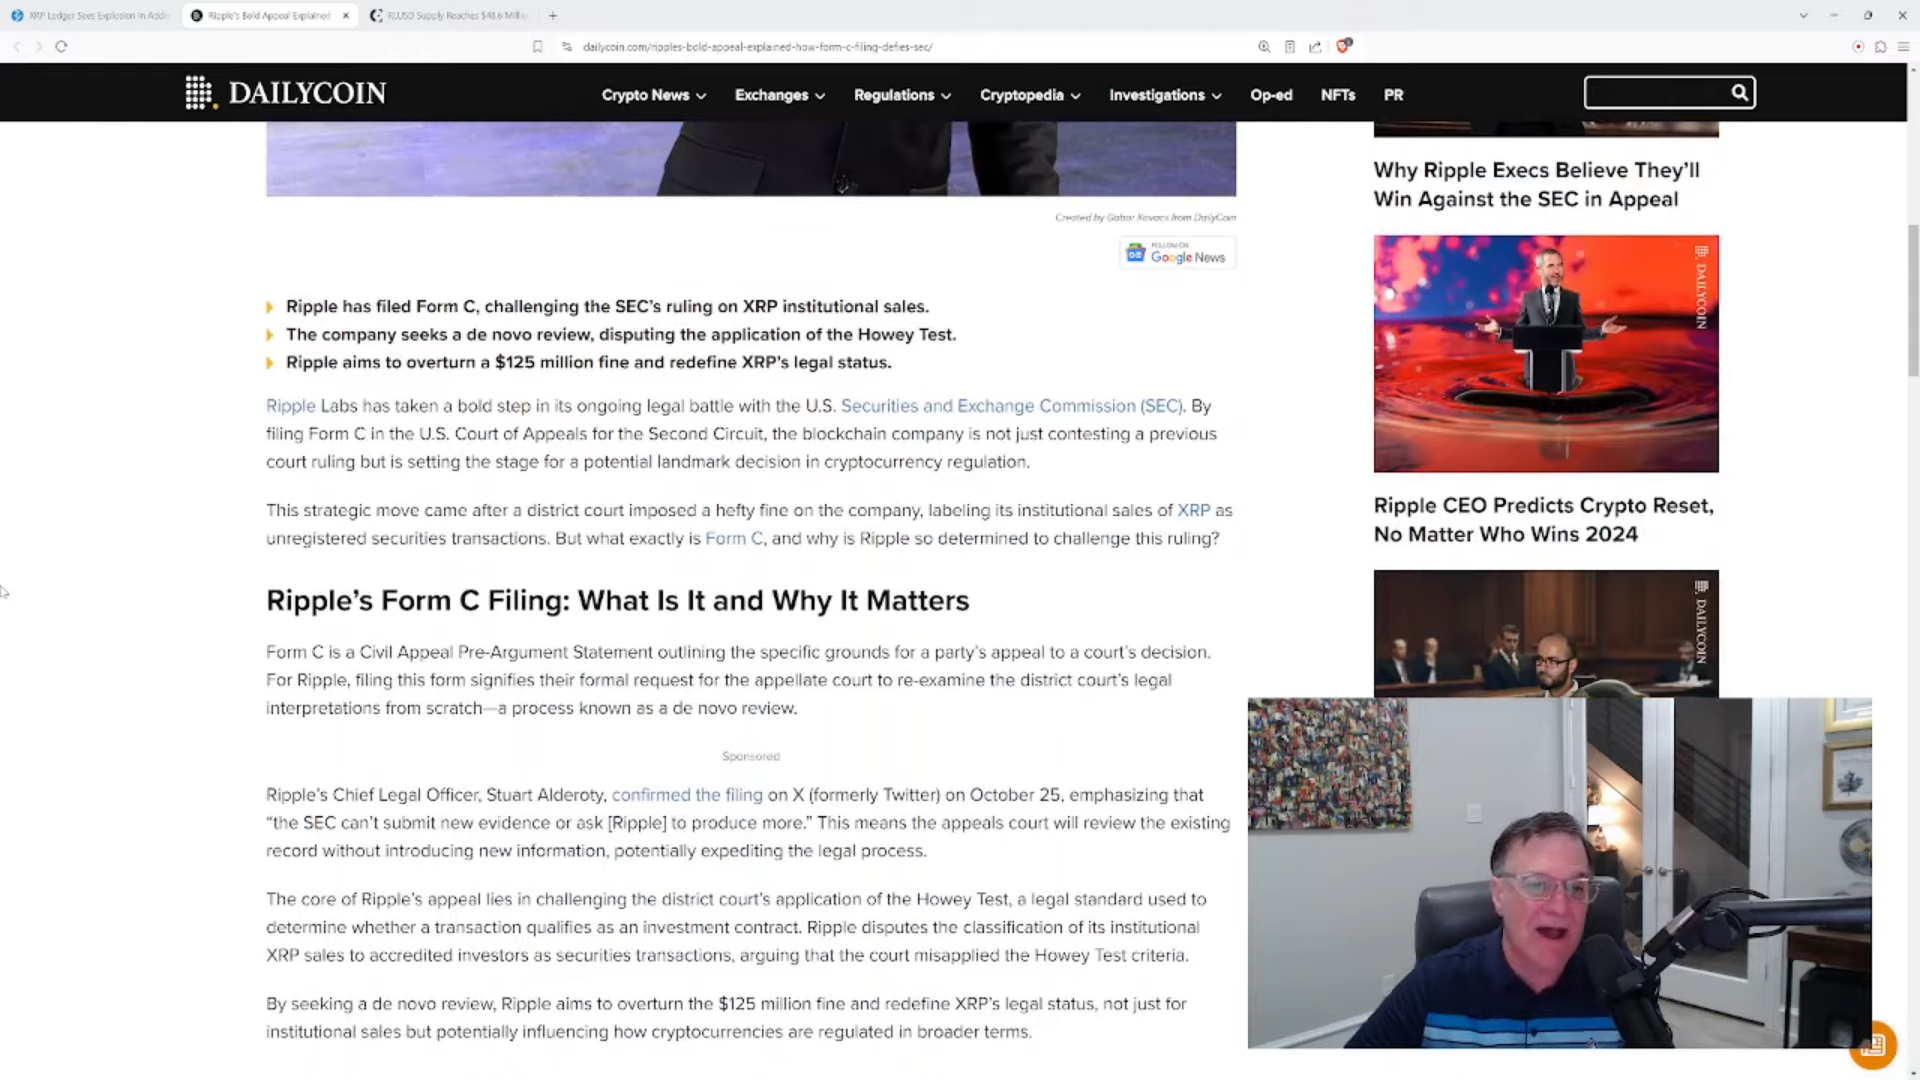 XRP Ledger Sees Explosion In Addr
Ripple's Bold Appeal Explained
RLUSD Supply Reaches $48.6 Millio
dailycoin.com/ripples-bold-appeal-explained-how-form-c-filing-defies-sec/
DAILYCOIN
Crypto News Exchanges Regulations Cryptopedia Investigations Op-ed NFTs PR
Created by Gabor Kovacs from DailyCoin
FOLLOW ON
Google News
Ripple has filed Form C, challenging the SEC's ruling on XRP institutional sales.
The company seeks a de novo review, disputing the application of the Howey Test.
Ripple aims to overturn a $125 million fine and redefine XRP's legal status.
Ripple Labs has taken a bold step in its ongoing legal battle with the U.S. Securities and Exchange Commission (SEC). By
filing Form C in the U.S. Court of Appeals for the Second Circuit, the blockchain company is not just contesting a previous
court ruling but is setting the stage for a potential landmark decision in cryptocurrency regulation.
This strategic move came after a district court imposed a hefty fine on the company, labeling its institutional sales of XRP as
unregistered securities transactions. But what exactly is Form C, and why is Ripple so determined to challenge this ruling?
Ripple's Form C Filing: What Is It and Why It Matters
Form C is a Civil Appeal Pre-Argument Statement outlining the specific grounds for a party's appeal to a court's decision.
For Ripple, filing this form signifies their formal request for the appellate court to re-examine the district court's legal
interpretations from scratch—a process known as a de novo review.
Sponsored
Ripple's Chief Legal Officer, Stuart Alderoty, confirmed the filing on X (formerly Twitter) on October 25, emphasizing that
“the SEC can't submit new evidence or ask [Ripple] to produce more.” This means the appeals court will review the existing
record without introducing new information, potentially expediting the legal process.
The core of Ripple's appeal lies in challenging the district court's application of the Howey Test, a legal standard used to
determine whether a transaction qualifies as an investment contract. Ripple disputes the classification of its institutional
XRP sales to accredited investors as securities transactions, arguing that the court misapplied the Howey Test criteria.
By seeking a de novo review, Ripple aims to overturn the $125 million fine and redefine XRP's legal status, not just for
institutional sales but potentially influencing how cryptocurrencies are regulated in broader terms.
Why Ripple Execs Believe They'll
Win Against the SEC in Appeal
DAILYCOIN
Ripple CEO Predicts Crypto Reset,
No Matter Who Wins 2024
DAILYCOIN